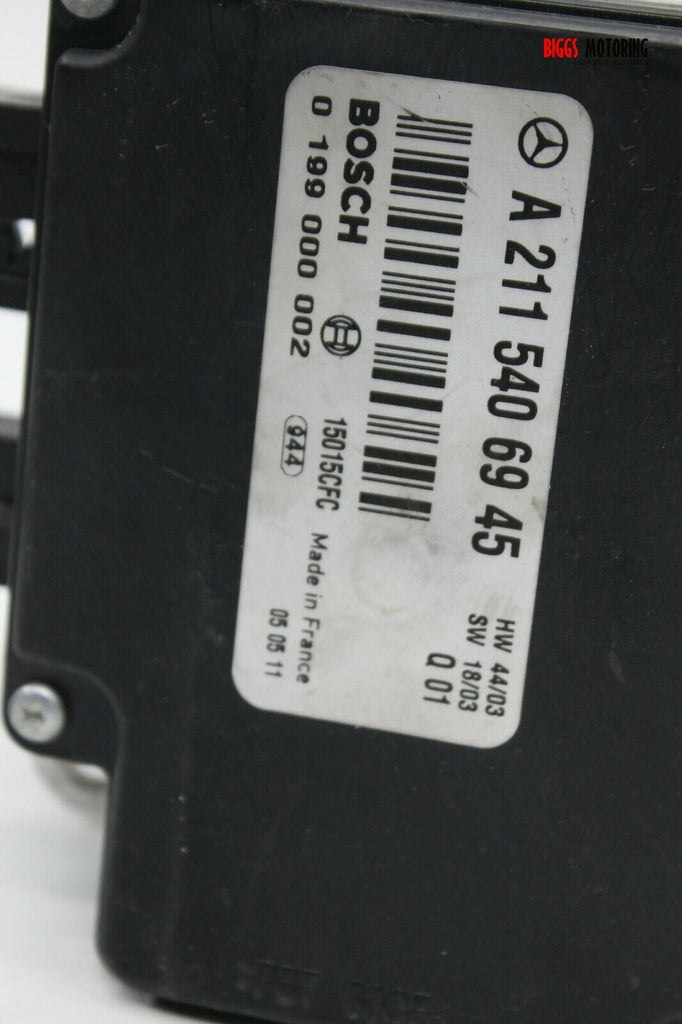 BIGGS MOTORING
A 211 540 69 45
HW 44/03
SW 18/03
Q 01
BOSCH
0 199 000 002
15015CFC
944
Made in France
05 05 11